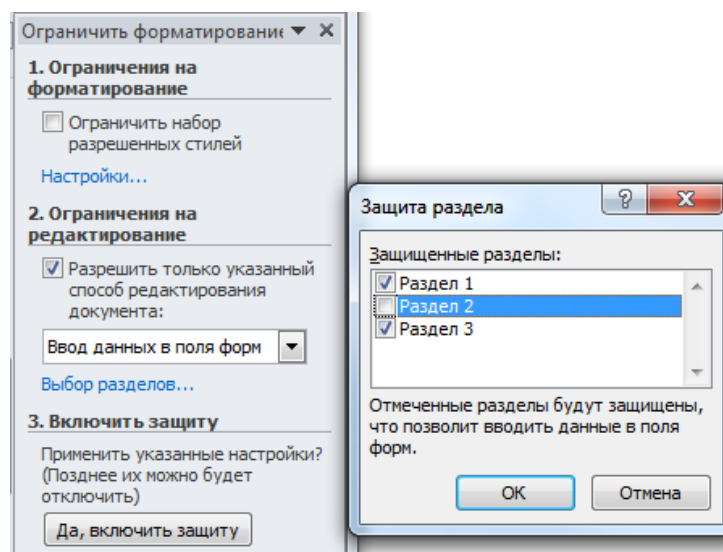 Ограничить форматирование
1. Ограничения на
форматирование
Ограничить набор
разрешенных стилей
Настройки...
2. Ограничения на
редактирование
Разрешить только указанный
способ редактирования
документа:
Ввод данных в поля форм
Выбор разделов...
3. Включить защиту
Применить указанные настройки?
(Позднее их можно будет
отключить)
Да, включить защиту
Защита раздела
Защищенные разделы:
Раздел 1
Раздел 2
Раздел 3
Отмеченные разделы будут защищены,
что позволит вводить данные в поля
форм.
ОК
Отмена